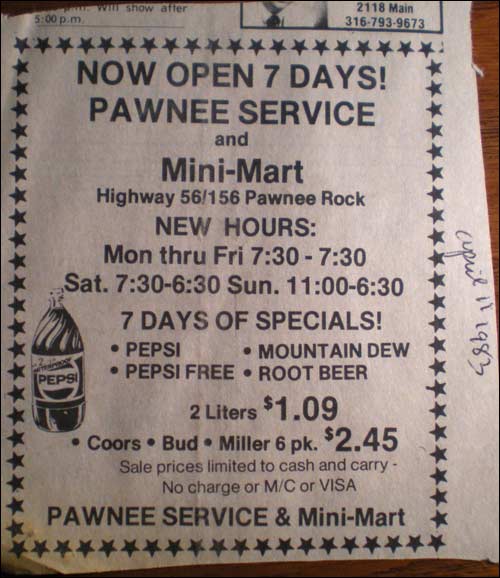 p.m. Will show after
5:00 p.m.
2118 Main
316-793-9673
NOW OPEN 7 DAYS!
PAWNEE SERVICE
and
Mini-Mart
Highway 56/156 Pawnee Rock
NEW HOURS:
Mon thru Fri 7:30 - 7:30
Sat. 7:30-6:30 Sun. 11:00-6:30
7 DAYS OF SPECIALS!
• PEPSI • MOUNTAIN DEW
• PEPSI FREE • ROOT BEER
PEPSI
2 Liters $1.09
• Coors • Bud • Miller 6 pk. $2.45
Sale prices limited to cash and carry -
No charge or M/C or VISA
PAWNEE SERVICE & Mini-Mart
april 1983